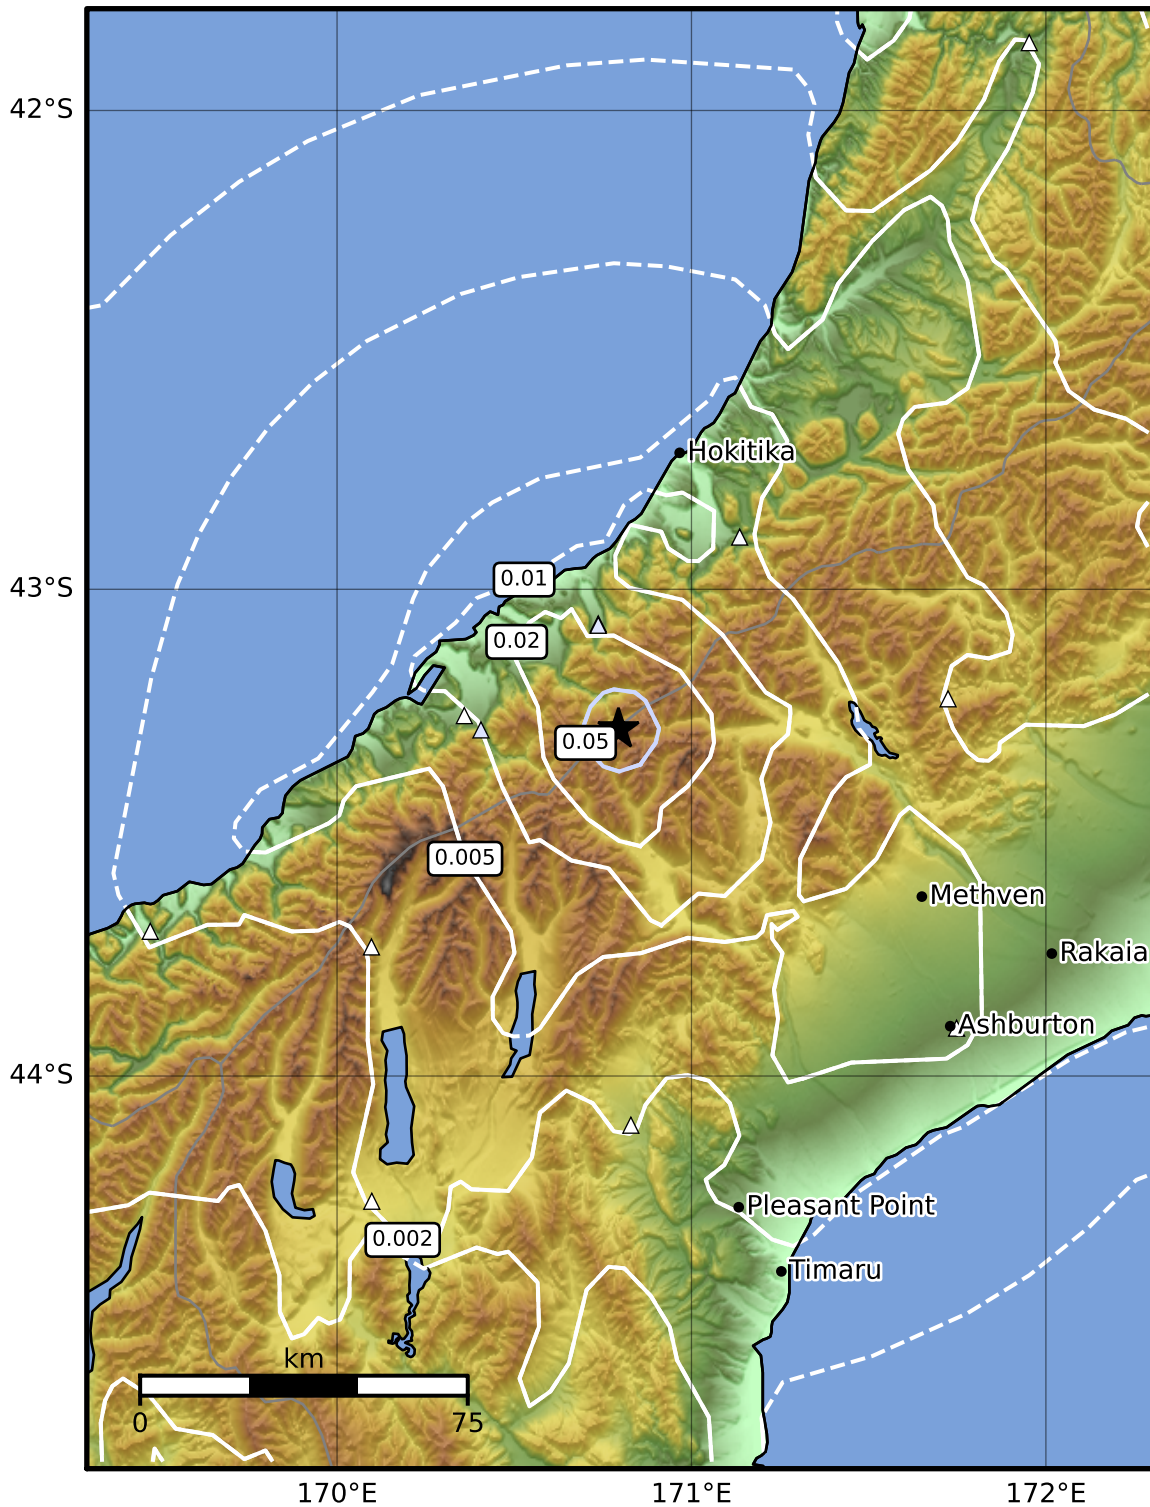 42°S
Hokitika
0.01
43°S
0.02
0.05
0.005
Methven
Rakaia
Ashburton
44°S
Pleasant Point
0.002
Timaru
km
0
75
170°E
171°E
172°E